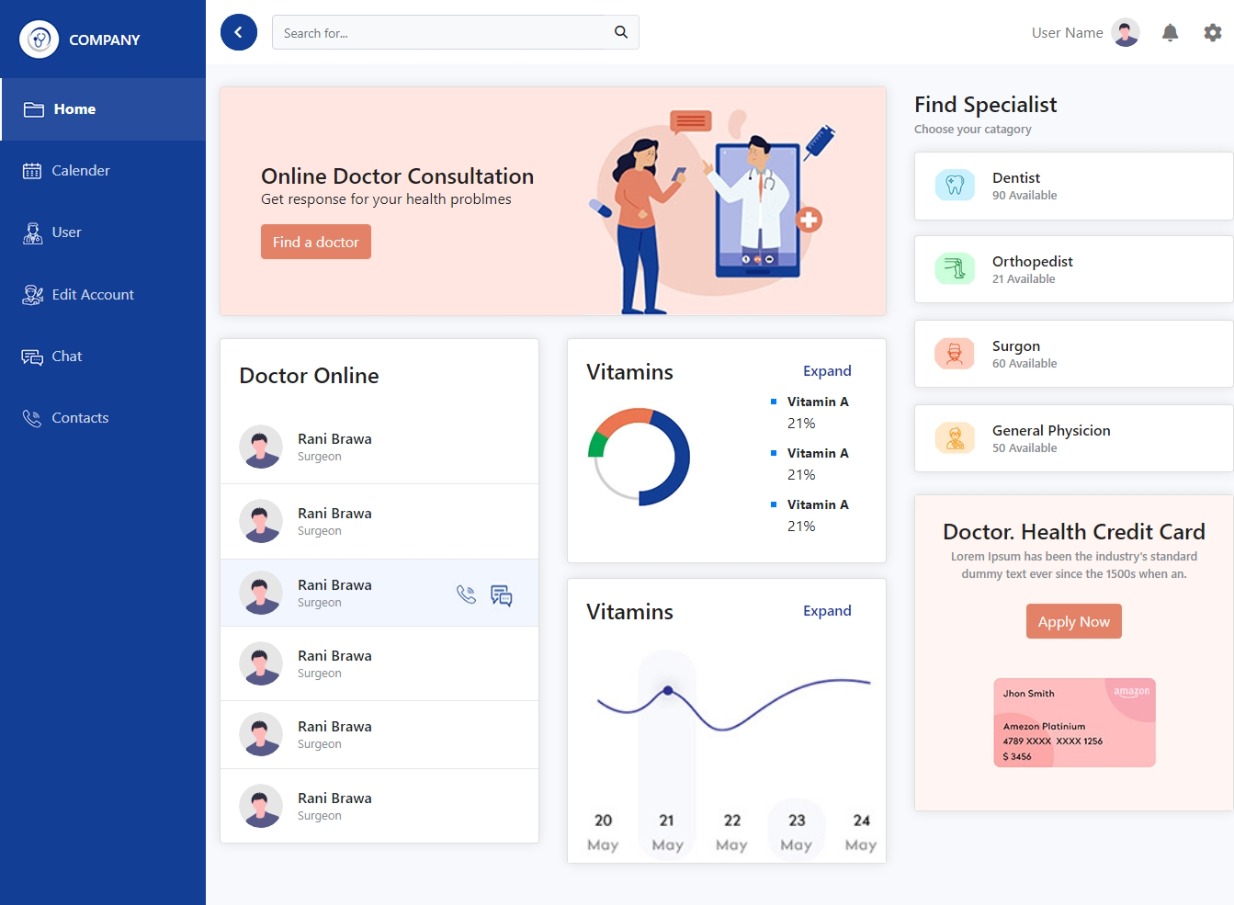 COMPANY
Search for...
User Name
Home
Calender
User
Edit Account
Chat
Contacts
Online Doctor Consultation
Get response for your health problmes
Find a doctor
Doctor Online
Rani Brawa
Surgeon
Rani Brawa
Surgeon
Rani Brawa
Surgeon
Rani Brawa
Surgeon
Rani Brawa
Surgeon
Rani Brawa
Surgeon
Vitamins
Expand
Vitamin A
21%
Vitamin A
21%
Vitamin A
21%
Vitamins
Expand
20 21 22 23 24
May May May May May
Find Specialist
Choose your catagory
Dentist
90 Available
Orthopedist
21 Available
Surgon
60 Available
General Physicion
50 Available
Doctor. Health Credit Card
Lorem Ipsum has been the industry's standard
dummy text ever since the 1500s when an.
Apply Now
Jhon Smith
amazon
Amezon Platinium
4789 XXXX XXXX 1256
$ 3456